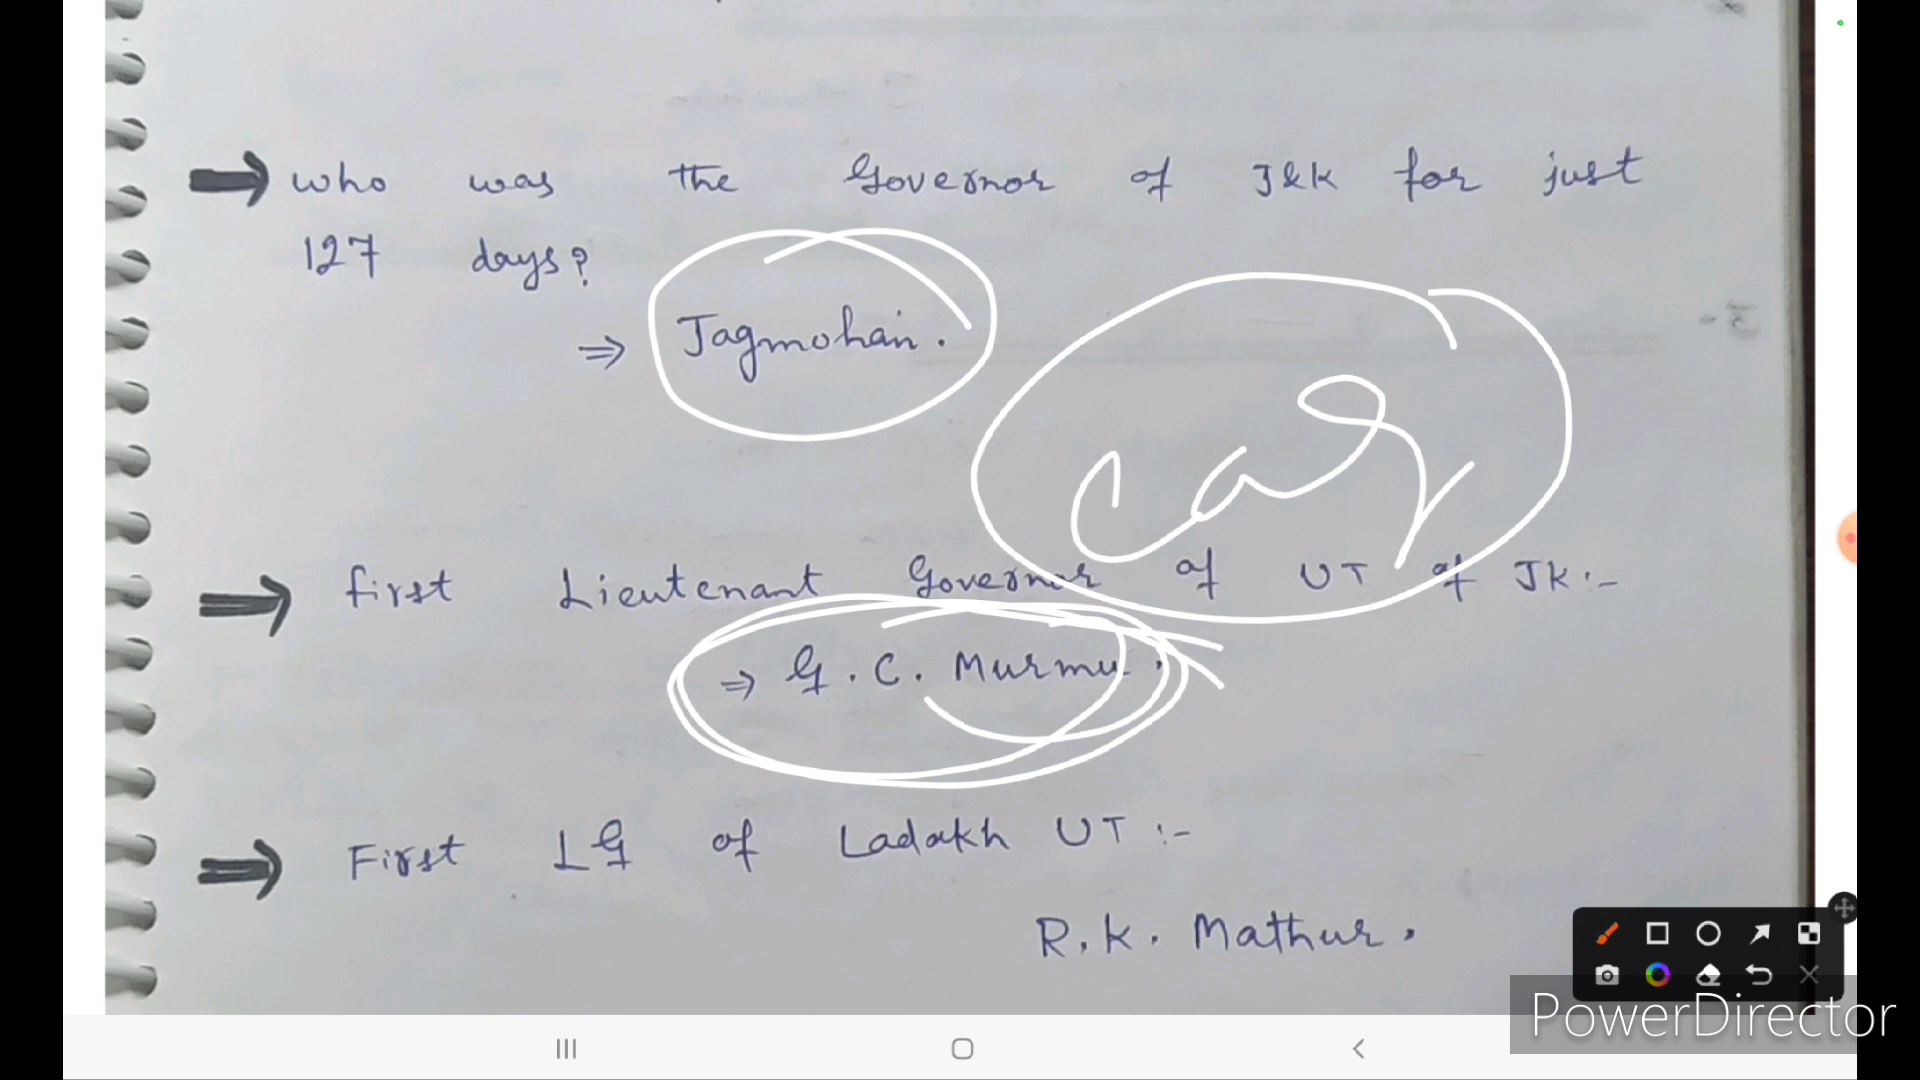 who was the Governor of J&K for just
127 days?
⇒ Jagmohan.
CAG
first Lieutenant Governor of UT of JK:-
⇒ G.C. Murmu.
First LG of Ladakh UT:-
R.K. Mathur.
PowerDirector